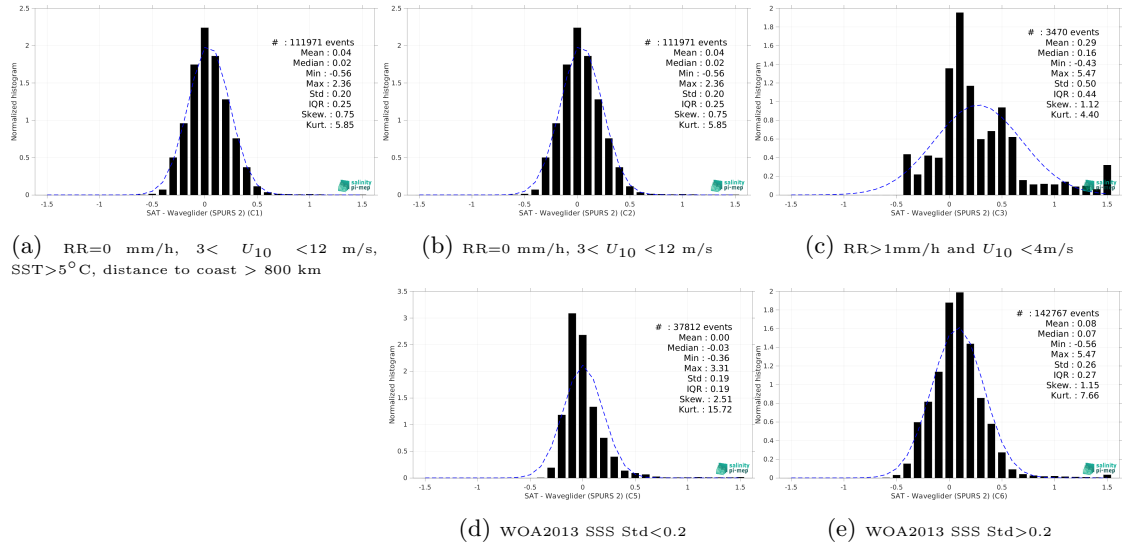 2.5
2
1.5
1
0.5
0
-1.5 -1 -0.5 0 0.5 1 1.5
Normalized histogram
SAT - Waveglider (SPURS 2) (C1)
# : 111971 events
Mean : 0.04
Median : 0.02
Min : -0.56
Max : 2.36
Std : 0.20
IQR : 0.25
Skew. : 0.75
Kurt. : 5.85
salinity
pi-mep
(a) RR=0 mm/h, 3< U10 <12 m/s,
SST>5°C, distance to coast > 800 km
2.5
2
1.5
1
0.5
0
-1.5 -1 -0.5 0 0.5 1 1.5
Normalized histogram
SAT - Waveglider (SPURS 2) (C2)
# : 111971 events
Mean : 0.04
Median : 0.02
Min : -0.56
Max : 2.36
Std : 0.20
IQR : 0.25
Skew. : 0.75
Kurt. : 5.85
salinity
pi-mep
(b) RR=0 mm/h, 3< U10 <12 m/s
2
1.8
1.6
1.4
1.2
1
0.8
0.6
0.4
0.2
0
-1.5 -1 -0.5 0 0.5 1 1.5
Normalized histogram
SAT - Waveglider (SPURS 2) (C3)
# : 3470 events
Mean : 0.29
Median : 0.16
Min : -0.43
Max : 5.47
Std : 0.50
IQR : 0.44
Skew. : 1.12
Kurt. : 4.40
salinity
pi-mep
(c) RR>1mm/h and U10 <4m/s
3.5
3
2.5
2
1.5
1
0.5
0
-1.5 -1 -0.5 0 0.5 1 1.5
Normalized histogram
SAT - Waveglider (SPURS 2) (C5)
# : 37812 events
Mean : 0.00
Median : -0.03
Min : -0.36
Max : 3.31
Std : 0.19
IQR : 0.19
Skew. : 2.51
Kurt. : 15.72
salinity
pi-mep
(d) WOA2013 SSS Std<0.2
2
1.8
1.6
1.4
1.2
1
0.8
0.6
0.4
0.2
0
-1.5 -1 -0.5 0 0.5 1 1.5
Normalized histogram
SAT - Waveglider (SPURS 2) (C6)
# : 142767 events
Mean : 0.08
Median : 0.07
Min : -0.56
Max : 5.47
Std : 0.26
IQR : 0.27
Skew. : 1.15
Kurt. : 7.66
salinity
pi-mep
(e) WOA2013 SSS Std>0.2